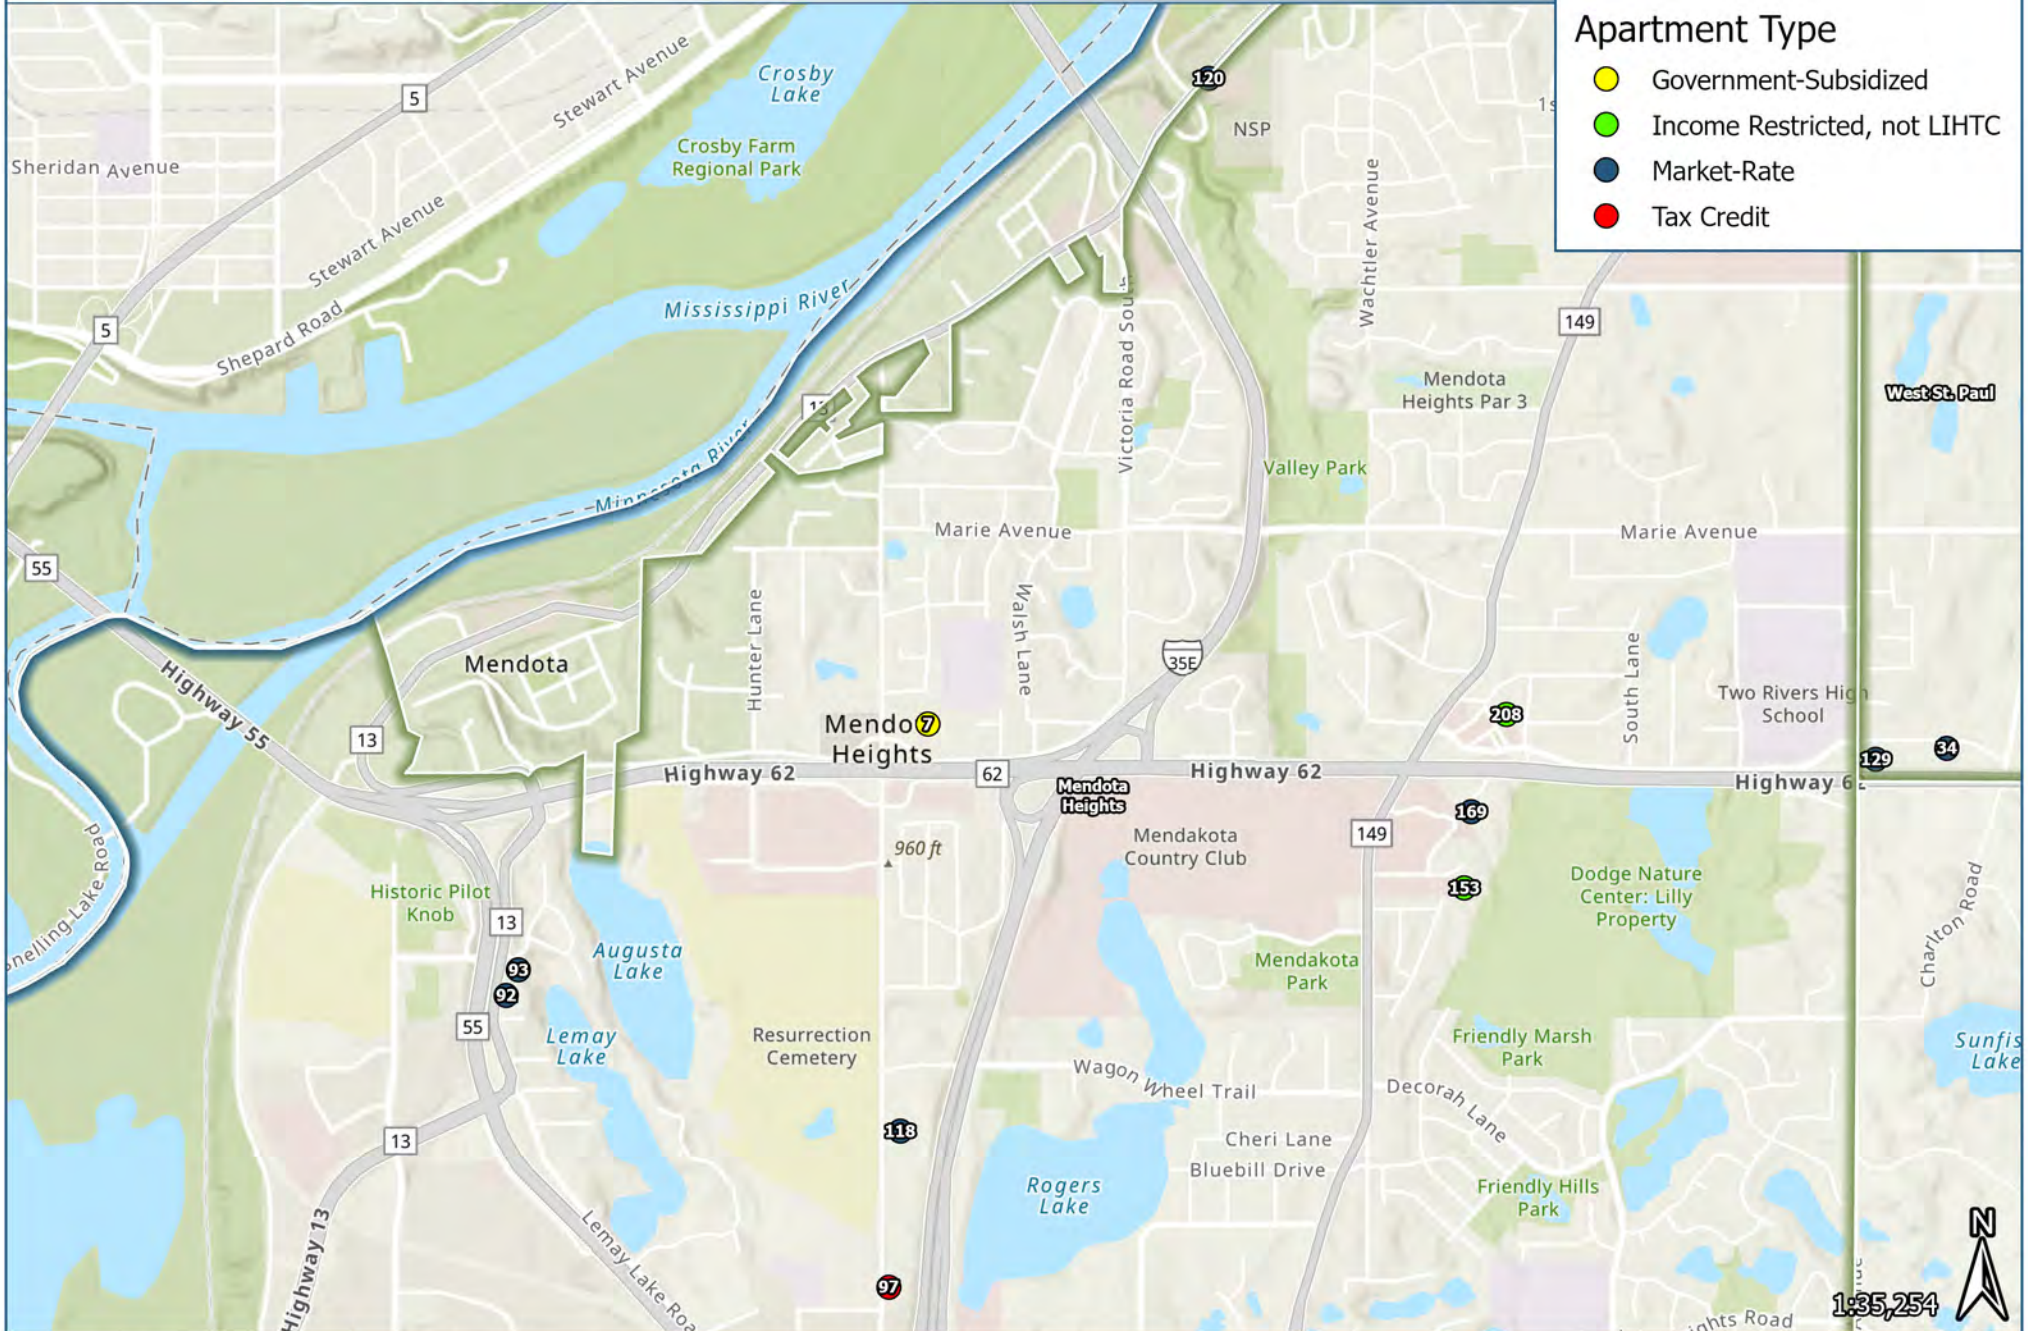 Apartment Type
Government-Subsidized
Income Restricted, not LIHTC
Market-Rate
Tax Credit
Crosby
Lake
Crosby Farm
Regional Park
Stewart Avenue
5
120
NSP
Sheridan Avenue
Stewart Avenue
Wachtler Avenue
5
Shepard Road
Mississippi River
Victoria Road
149
Mendota
Heights Par 3
West St. Paul
13
Minnesota River
Valley Park
Marie Avenue
Marie Avenue
55
Highway 55
Mendota
Hunter Lane
Walsh Lane
35E
South Lane
Two Rivers High
School
208
7
Heights
13
Highway 62
62
Highway 62
Highway
129
34
Mendota
Heights
169
Mendakota
Country Club
149
960 ft
153
Dodge Nature
Center: Lilly
Property
Snelling Lake Road
Historic Pilot
Knob
13
Augusta
Lake
Charlton Road
93
92
Mendakota
Park
55
Lemay
Lake
Resurrection
Cemetery
Friendly Marsh
Park
Lake
Wagon Wheel Trail
Decorah Lane
118
13
Cheri Lane
Bluebill Drive
Rogers
Lake
Friendly Hills
Park
Highway 13
Lemay Lake
97
N
1:35,254
Road